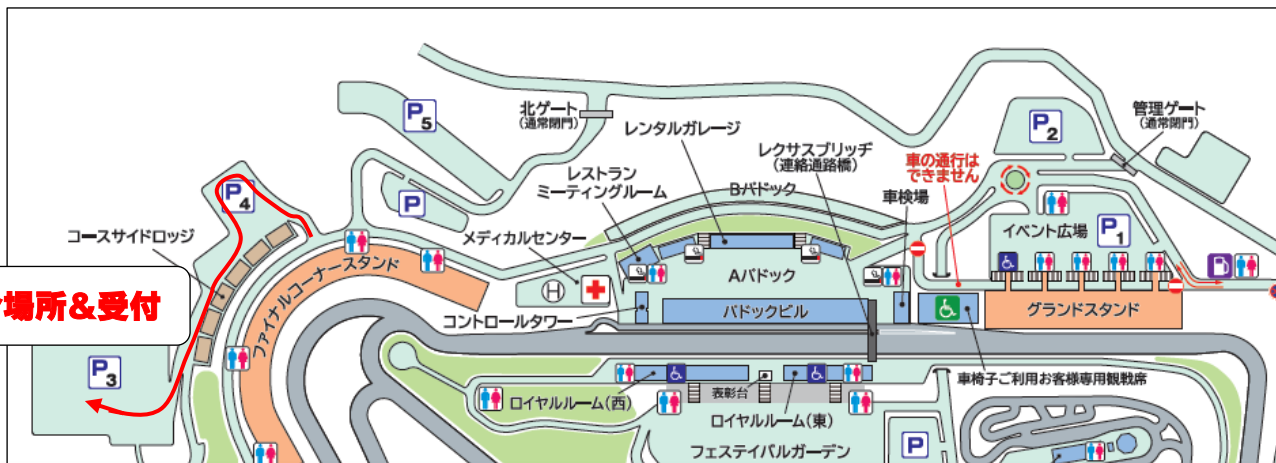 P5
北ゲート
(通常閉門)
レンタルガレージ
レクサスブリッヂ
(連絡通路橋)
車の通行は
できません
P2
管理ゲート
(通常閉門)
レストラン
ミーティングルーム
Bパドック
車検場
P4
P
イベント広場
P1
コースサイドロッジ
メディカルセンター
H
Aパドック
ファイナルコーナースタンド
場所&受付
コントロールタワー
パドックビル
グランドスタンド
P3
車椅子ご利用お客様専用観戦席
ロイヤルルーム(西)
表彰台
ロイヤルルーム(東)
フェスティバルガーデン
P